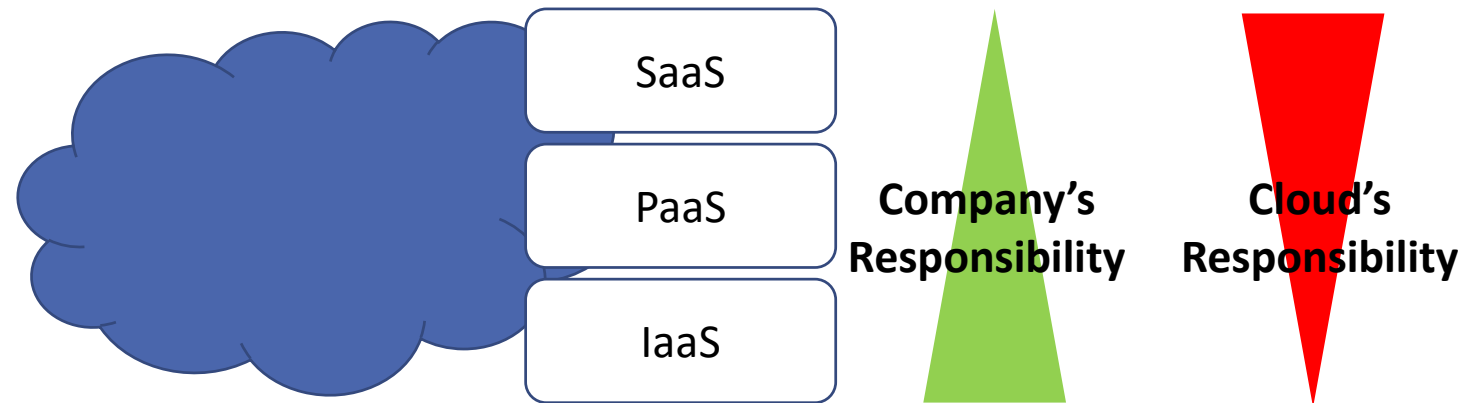 SaaS
PaaS
IaaS
Company’s
Responsibility
Cloud’s
Responsibility